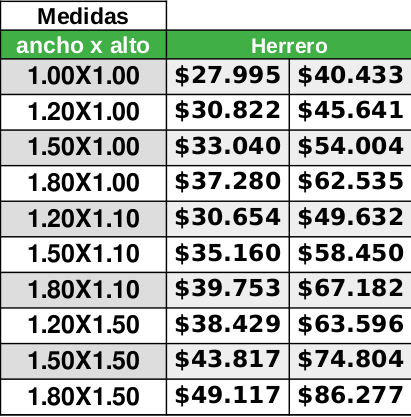 Medidas
ancho x alto Herrero
1.00X1.00 $27.995 $40.433
1.20X1.00 $30.822 $45.641
1.50X1.00 $33.040 $54.004
1.80X1.00 $37.280 $62.535
1.20X1.10 $30.654 $49.632
1.50X1.10 $35.160 $58.450
1.80X1.10 $39.753 $67.182
1.20X1.50 $38.429 $63.596
1.50X1.50 $43.817 $74.804
1.80X1.50 $49.117 $86.277